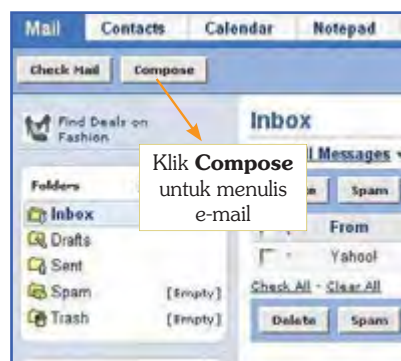 Mail Contacts Calendar Notepad
Check Mail Compose
Find Deals on
Fashion
Inbox
Klik Compose
untuk menulis
e-mail
Messages
Spam
Folders
Inbox
From
Drafts
Yahoo!
Sent
Check All - Clear All
Spam [Empty]
Trash [Empty]
Delete Spam